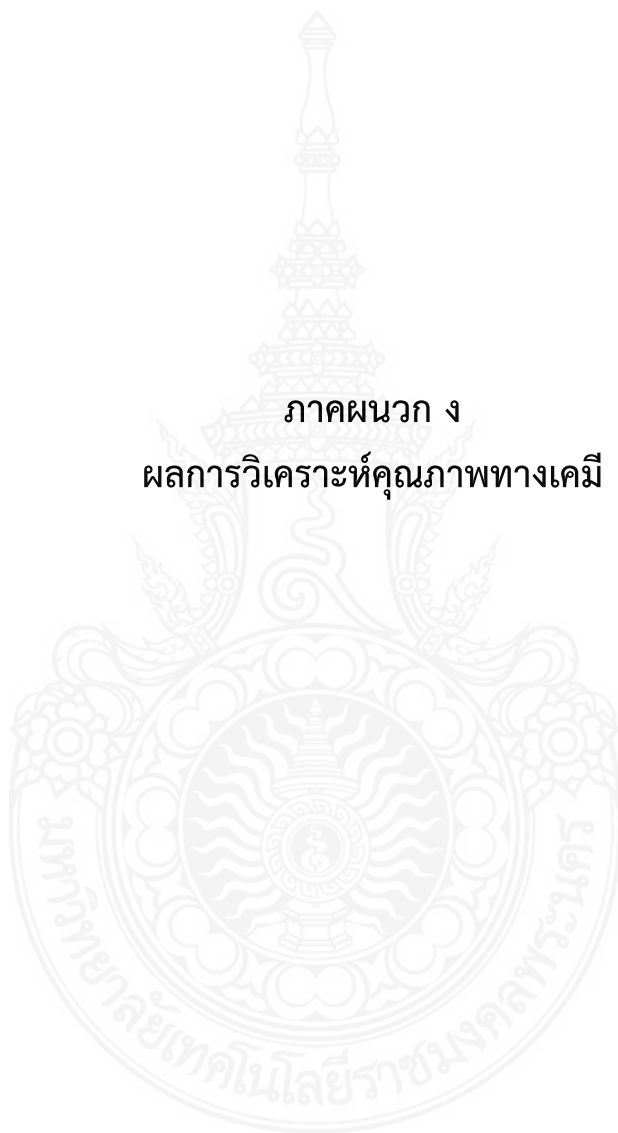 ภาคผนวก ง
ผลการวิเคราะห์คุณภาพทางเคมี
มหาวิทยาลัยเทคโนโลยีราชมงคลพระนคร